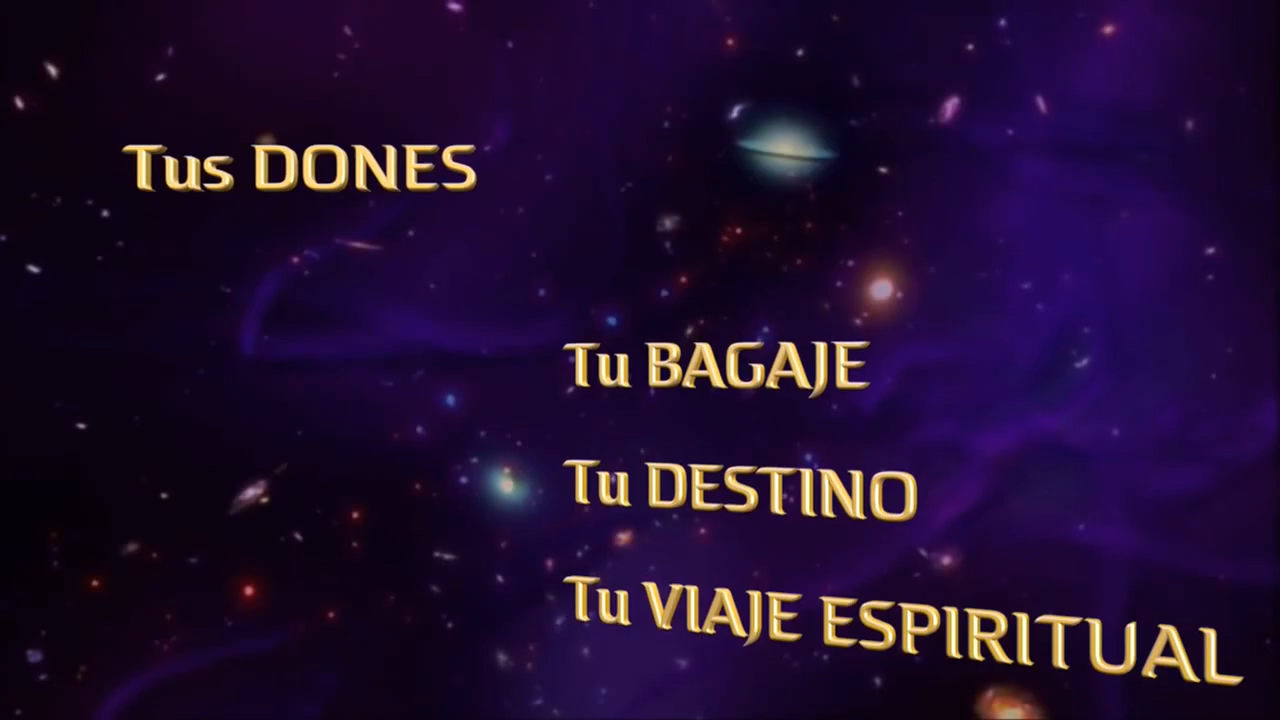 Tus DONES
Tu BAGAJE
Tu DESTINO
Tu VIAJE ESPIRITUAL